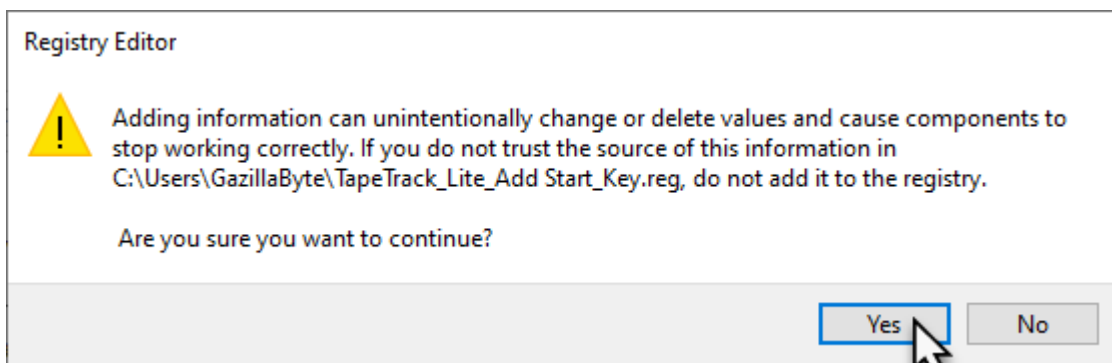 Registry Editor
Adding information can unintentionally change or delete values and cause components to
stop working correctly. If you do not trust the source of this information in
C:\Users\GazillaByte\TapeTrack_Lite_Add Start_Key.reg, do not add it to the registry.
Are you sure you want to continue?
Yes No